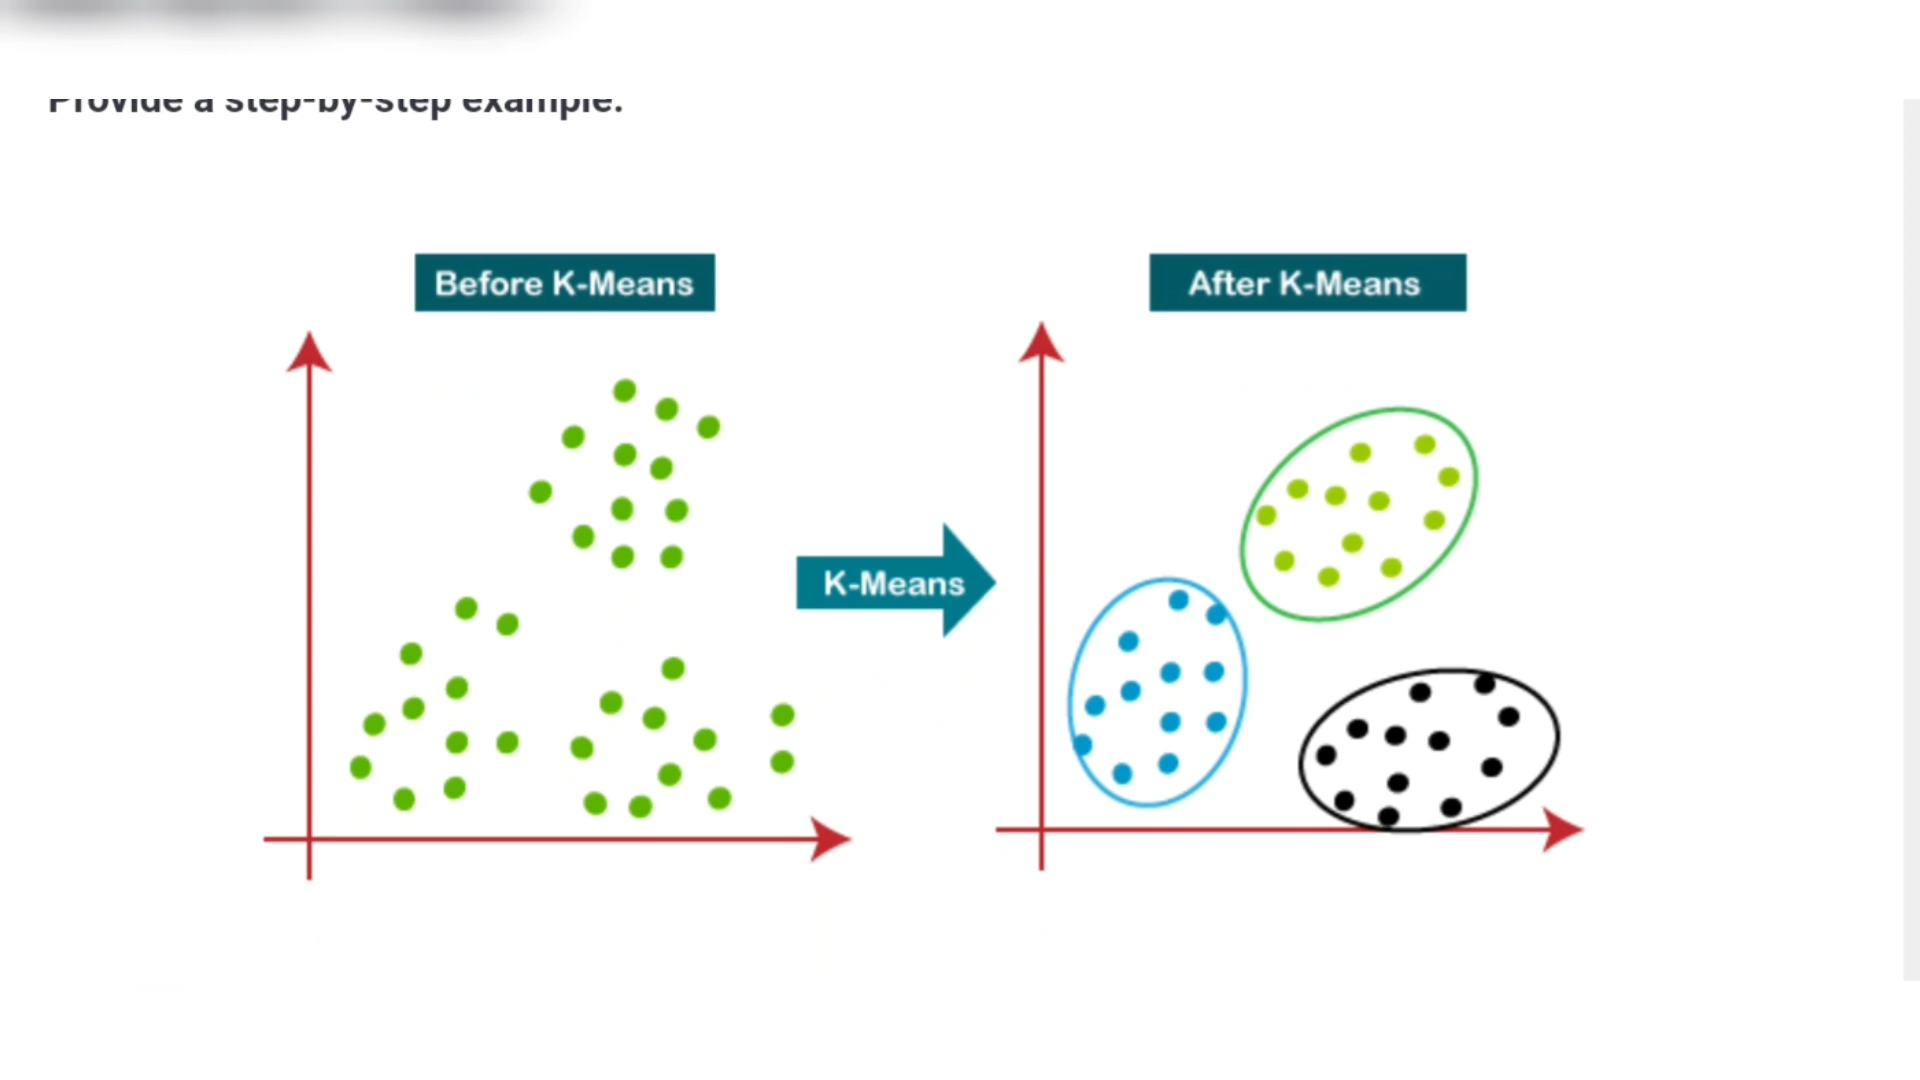 Provide a step-by-step example.
Before K-Means
After K-Means
K-Means